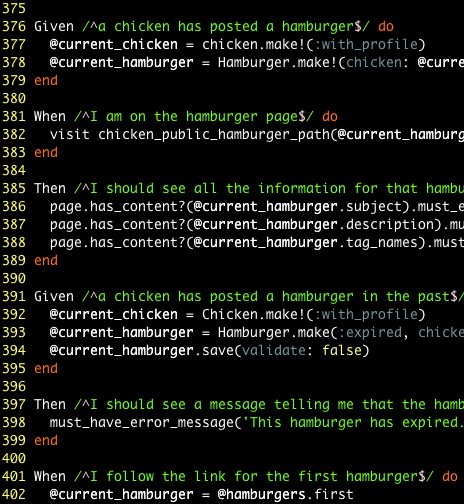 375
376 Given /^a chicken has posted a hamburger$/ do
377   @current_chicken = chicken.make!(:with_profile)
378   @current_hamburger = Hamburger.make!(chicken: @curre
379 end
380
381 When /^I am on the hamburger page$/ do
382   visit chicken_public_hamburger_path(@current_hamburg
383 end
384
385 Then /^I should see all the information for that hambu
386   page.has_content?(@current_hamburger.subject).must_e
387   page.has_content?(@current_hamburger.description).mu
388   page.has_content?(@current_hamburger.tag_names).must
389 end
390
391 Given /^a chicken has posted a hamburger in the past$/
392   @current_chicken = Chicken.make!(:with_profile)
393   @current_hamburger = Hamburger.make(:expired, chicke
394   @current_hamburger.save(validate: false)
395 end
396
397 Then /^I should see a message telling me that the hamb
398   must_have_error_message('This hamburger has expired.
399 end
400
401 When /^I follow the link for the first hamburger$/ do
402   @current_hamburger = @hamburgers.first